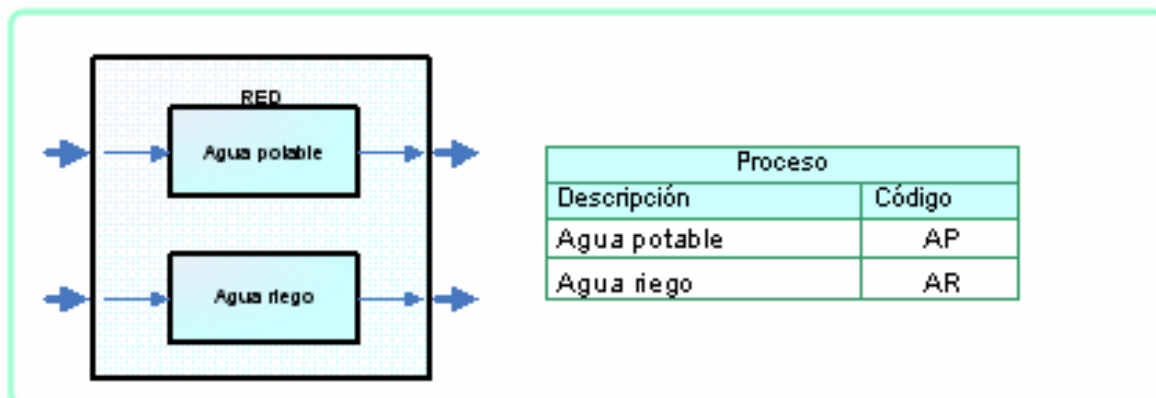 RED
Agua potable
Agua riego
Proceso
Descripción Código
Agua potable AP
Agua riego AR